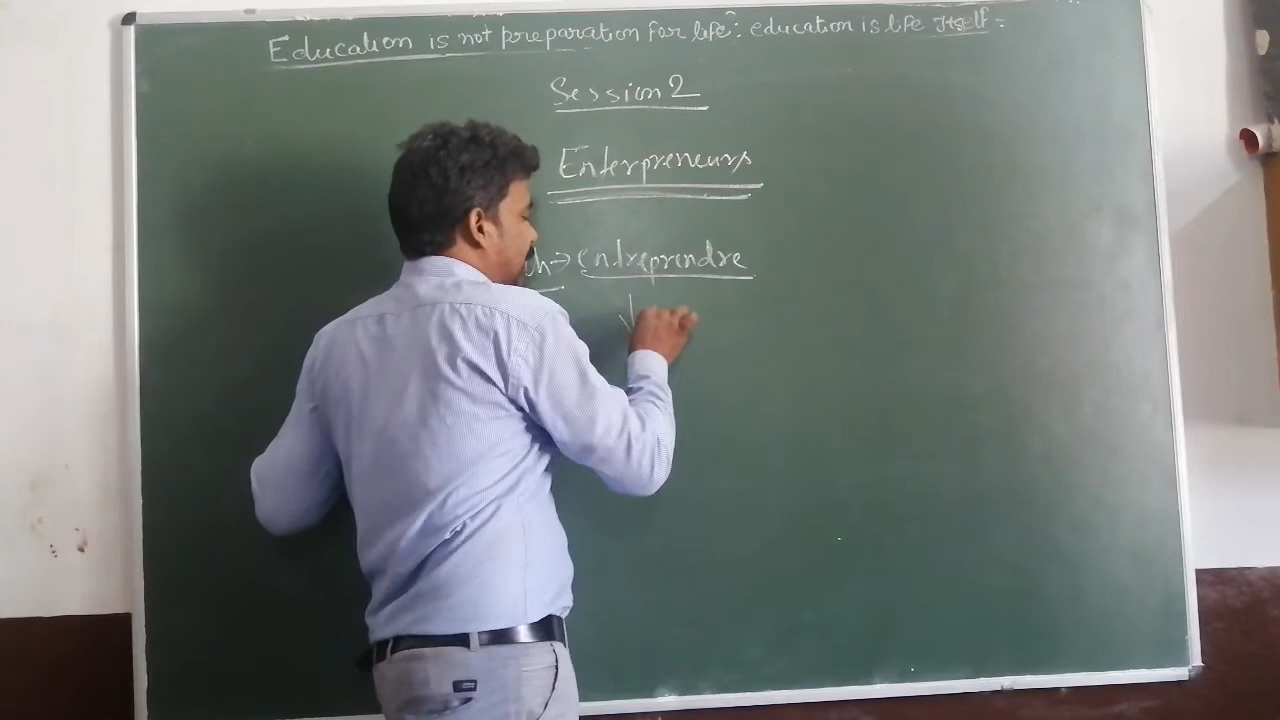 Education is not preparation for life: education is life Itself:
Session 2
Enterpreneurs
h → entreprendre